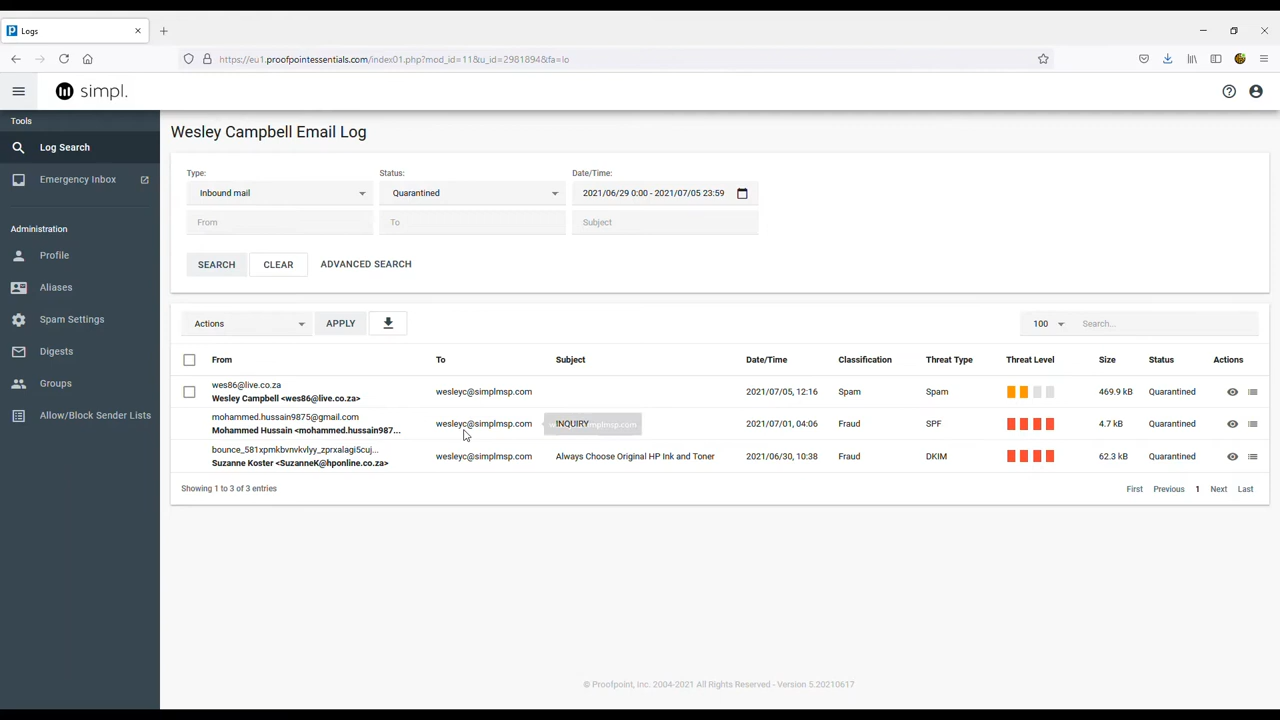 Logs
https://eu1.proofpointessentials.com/index01.php?mod_id=11&u_id=2981894&fa=lo
simpl.
Tools
Log Search
Emergency Inbox
Administration
Profile
Aliases
Spam Settings
Digests
Groups
Allow/Block Sender Lists
Wesley Campbell Email Log
Type: Status: Date/Time:
Inbound mail Quarantined 2021/06/29 0:00 - 2021/07/05 23:59
From To Subject
SEARCH CLEAR ADVANCED SEARCH
Actions APPLY 100 Search...
From To Subject Date/Time Classification Threat Type Threat Level Size Status Actions
wes86@live.co.za
Wesley Campbell <wes86@live.co.za> wesleyc@simplmsp.com 2021/07/05, 12:16 Spam Spam 469.9 kB Quarantined
mohammed.hussain9875@gmail.com
Mohammed Hussain <mohammed.hussain987... wesleyc@simplmsp.com INQUIRY 2021/07/01, 04:06 Fraud SPF 4.7 kB Quarantined
bounce_581xpmkbvnvkvlyy_zprxalagi5cuj...
Suzanne Koster <SuzanneK@hponline.co.za> wesleyc@simplmsp.com Always Choose Original HP Ink and Toner 2021/06/30, 10:38 Fraud DKIM 62.3 kB Quarantined
Showing 1 to 3 of 3 entries First Previous 1 Next Last
© Proofpoint, Inc. 2004-2021 All Rights Reserved - Version 5.20210617